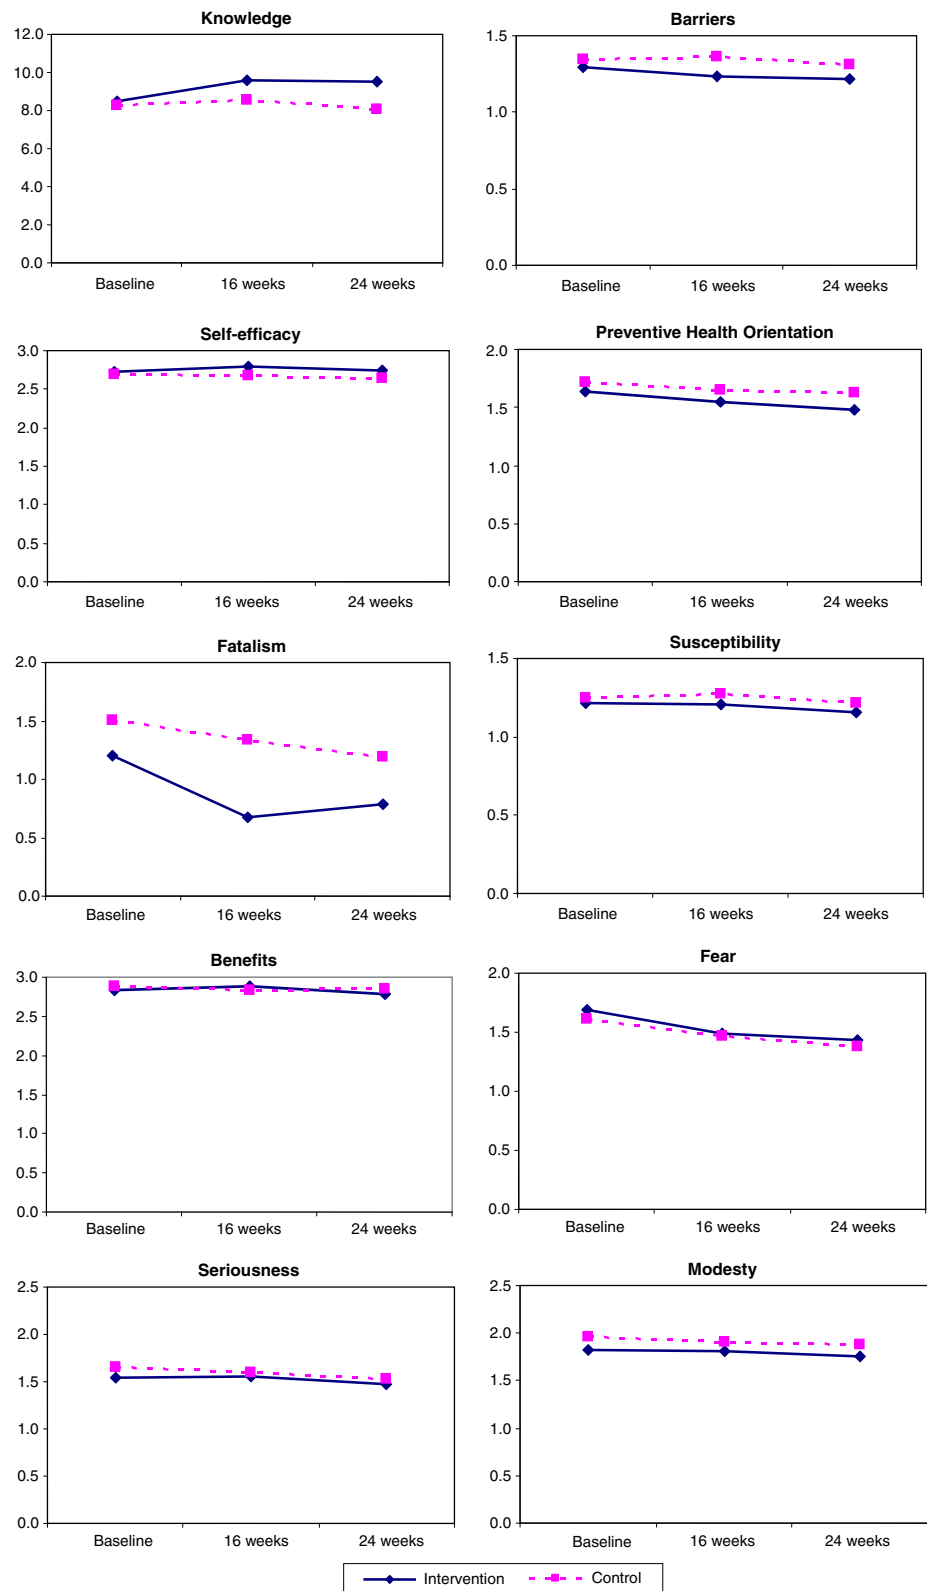 Knowledge
12.0
10.0
8.0
6.0
4.0
2.0
0.0
Baseline 16 weeks 24 weeks
Barriers
1.5
1.0
0.5
0.0
Baseline 16 weeks 24 weeks
Self-efficacy
3.0
2.5
2.0
1.5
1.0
0.5
0.0
Baseline 16 weeks 24 weeks
Preventive Health Orientation
2.0
1.5
1.0
0.5
0.0
Baseline 16 weeks 24 weeks
Fatalism
2.0
1.5
1.0
0.5
0.0
Baseline 16 weeks 24 weeks
Susceptibility
1.5
1.0
0.5
0.0
Baseline 16 weeks 24 weeks
Benefits
3.0
2.5
2.0
1.5
1.0
0.5
0.0
Baseline 16 weeks 24 weeks
Fear
2.0
1.5
1.0
0.5
0.0
Baseline 16 weeks 24 weeks
Seriousness
2.5
2.0
1.5
1.0
0.5
0.0
Baseline 16 weeks 24 weeks
Modesty
2.5
2.0
1.5
1.0
0.5
0.0
Baseline 16 weeks 24 weeks
Intervention Control